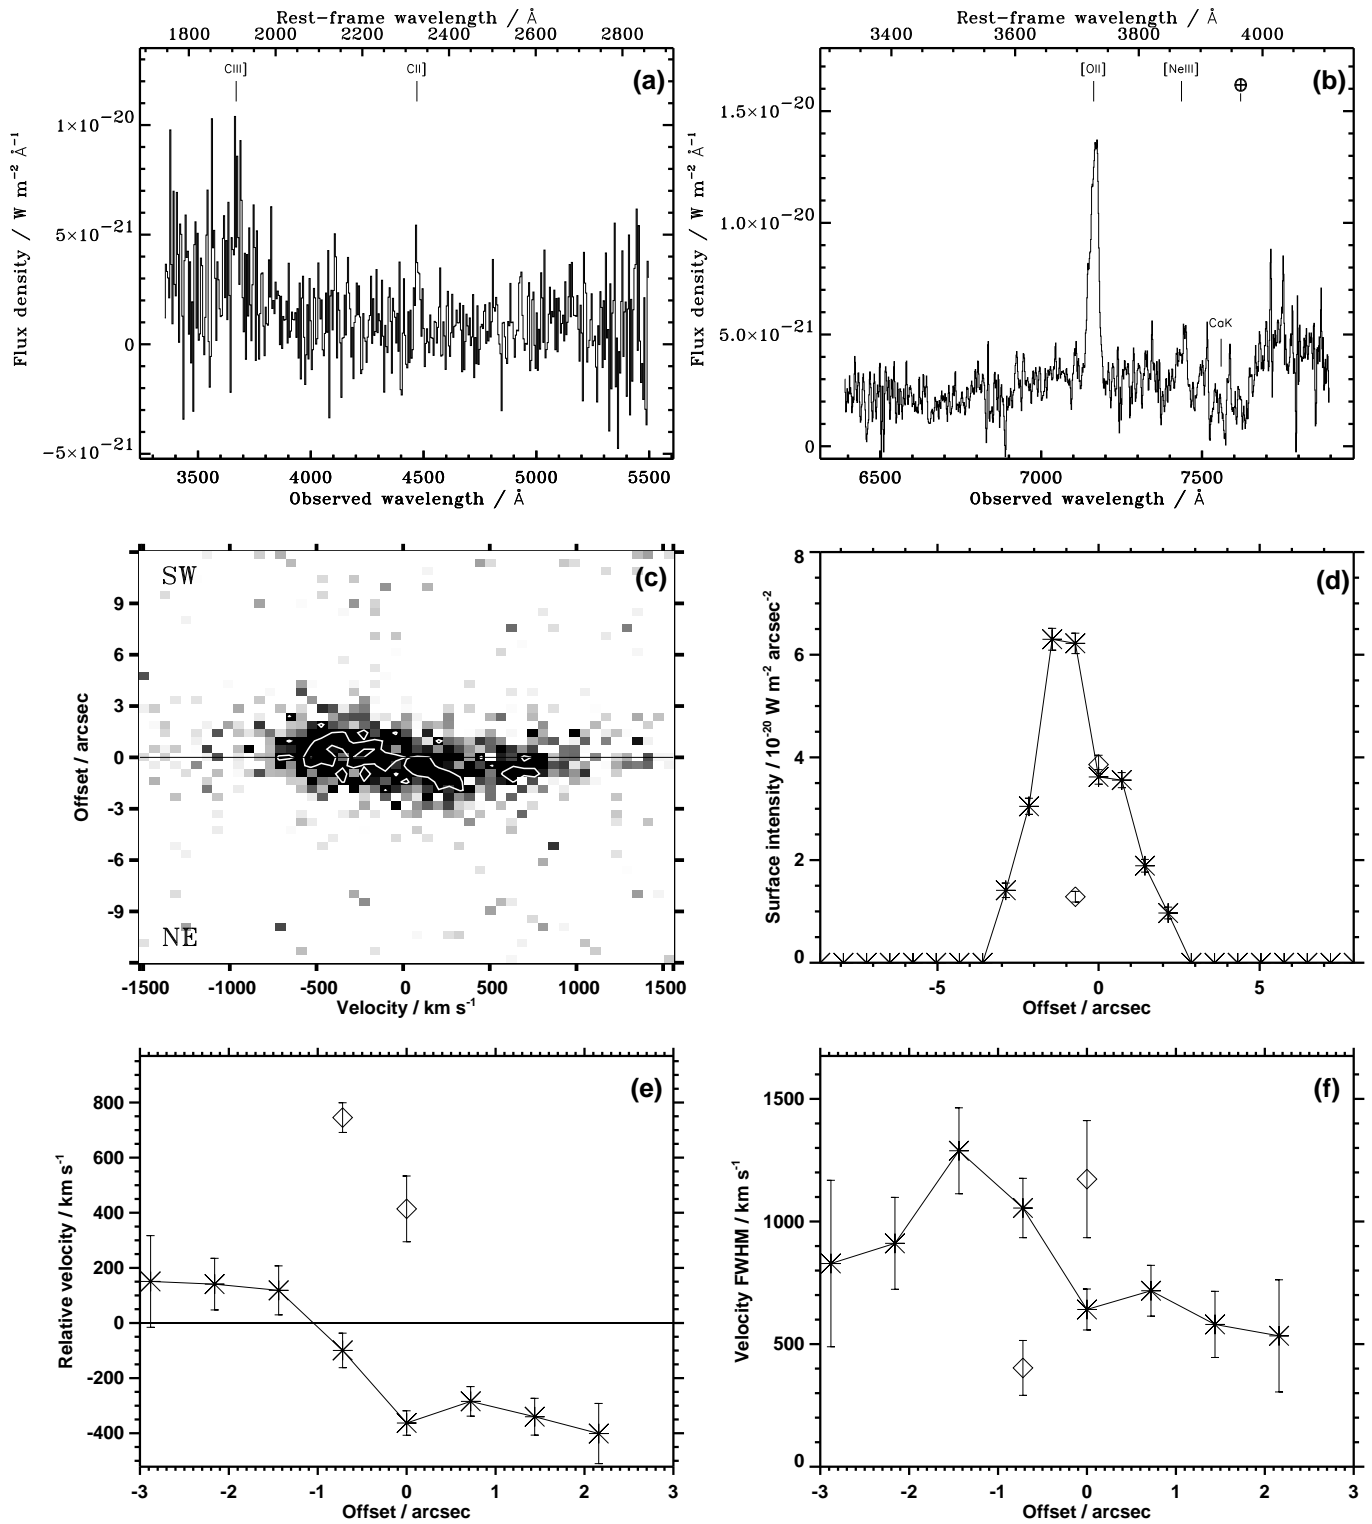 Rest-frame wavelength / Å
1800 2000 2200 2400 2600 2800
CIII] CII] (a)
1×10−20
5×10−21
0
−5×10−21
Flux density / W m−2 Å−1
3500 4000 4500 5000 5500
Observed wavelength / Å
Rest-frame wavelength / Å
3400 3600 3800 4000
[OII] [NeIII] ⊕ (b)
CaK
1.5×10−20
1.0×10−20
5.0×10−21
0
Flux density / W m−2 Å−1
6500 7000 7500
Observed wavelength / Å
SW (c)
NE
9
6
3
0
-3
-6
-9
Offset / arcsec
-1500 -1000 -500 0 500 1000 1500
Velocity / km s-1
(d)
8
6
4
2
0
Surface intensity / 10-20 W m-2 arcsec-2
-5 0 5
Offset / arcsec
(e)
800
600
400
200
0
-200
-400
Relative velocity / km s-1
-3 -2 -1 0 1 2 3
Offset / arcsec
(f)
1500
1000
500
0
Velocity FWHM / km s-1
-3 -2 -1 0 1 2 3
Offset / arcsec